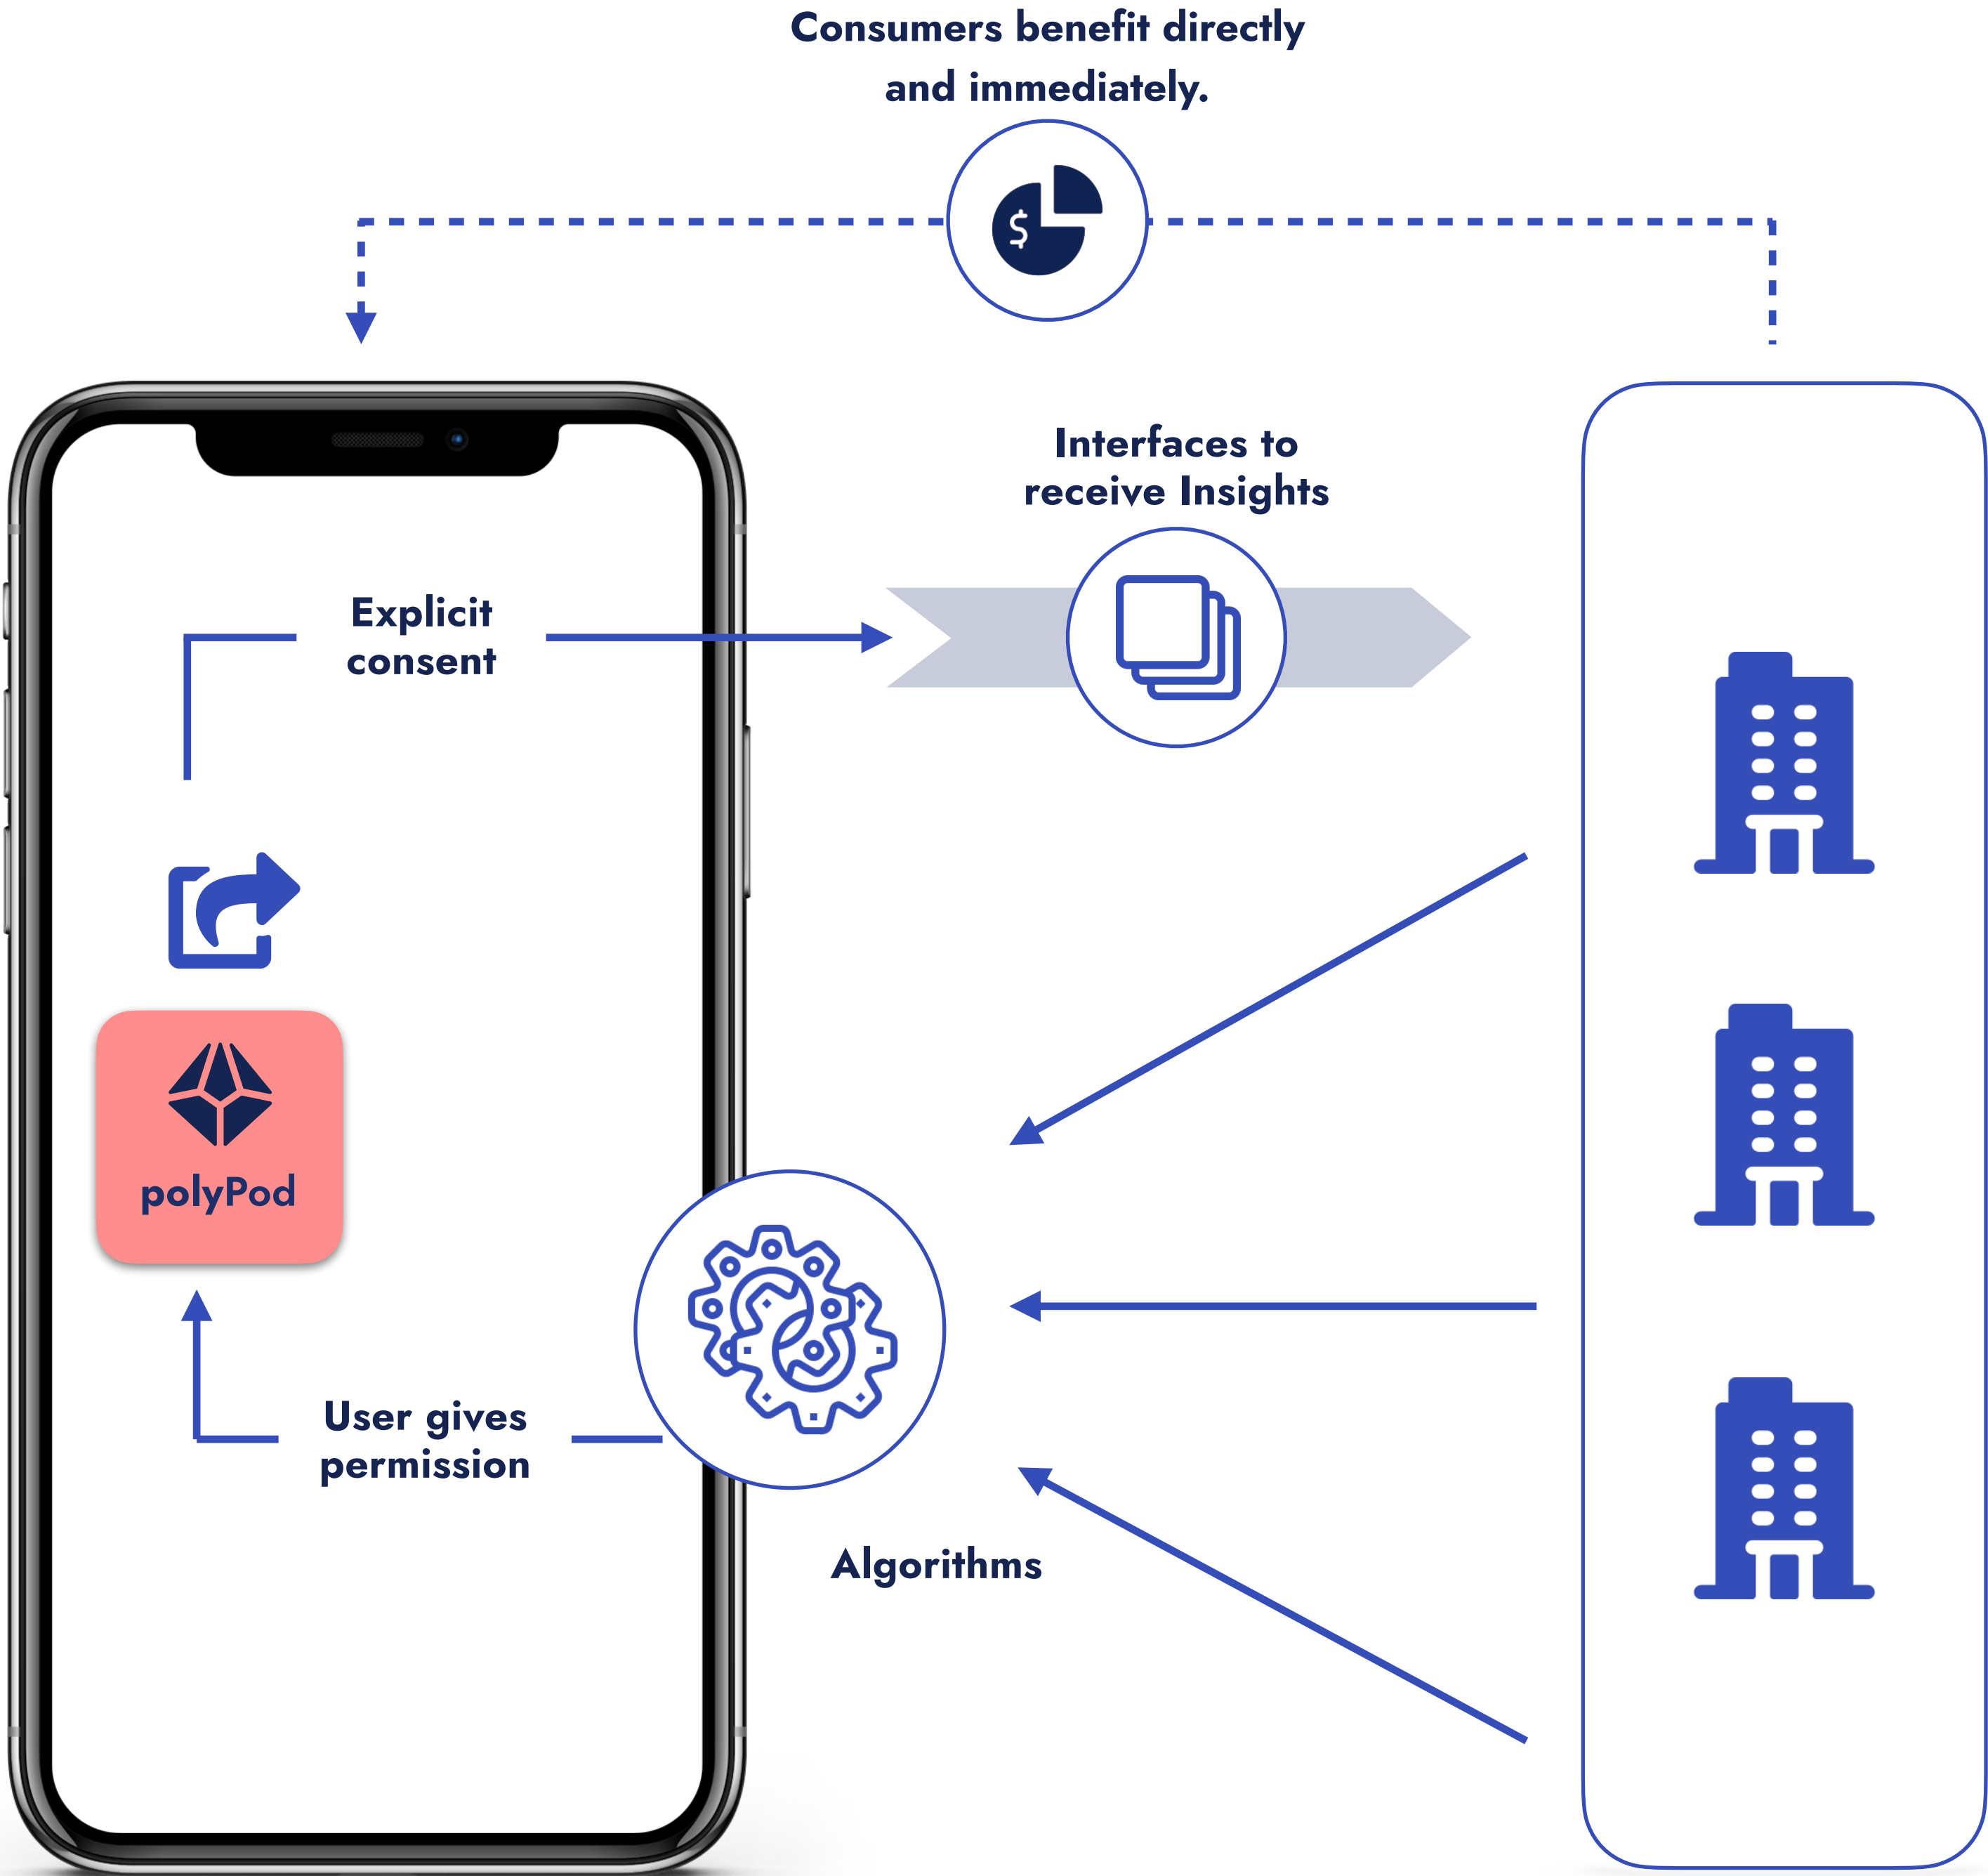 Consumers benefit directly
and immediately.
Interfaces to
receive Insights
Explicit
consent
$
polyPod
User gives
permission
Algorithms